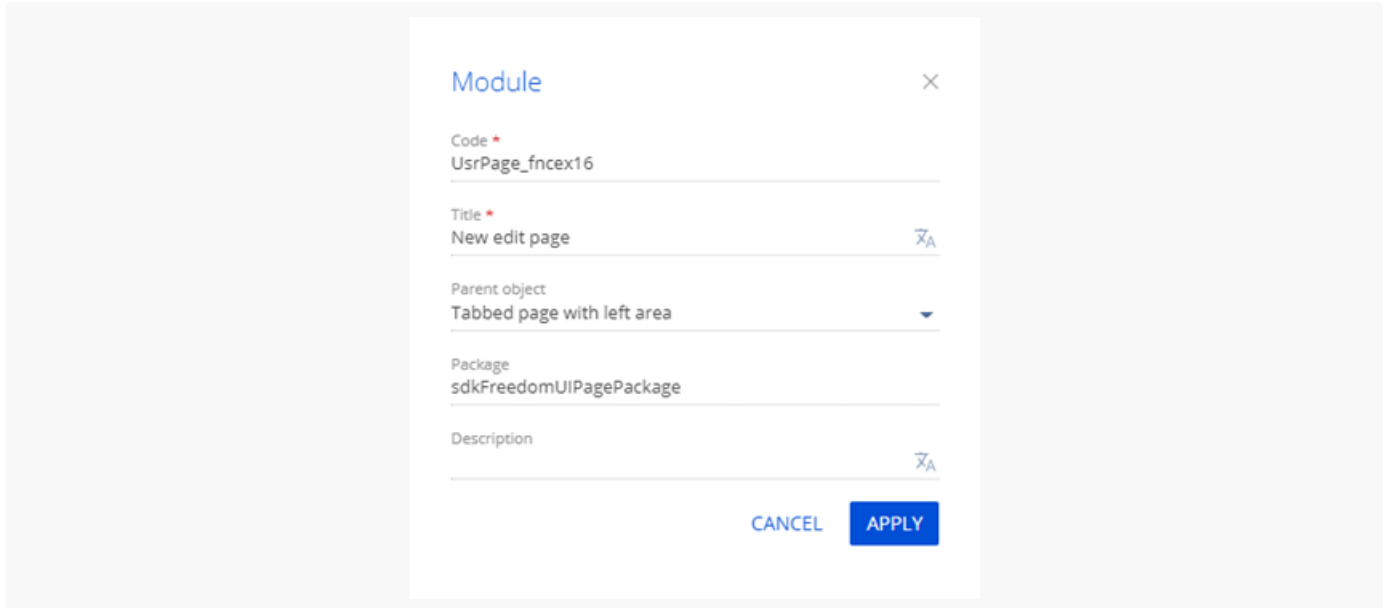 Module
Code *
UsrPage_fncex16
Title *
New edit page
Parent object
Tabbed page with left area
Package
sdkFreedomUIPagePackage
Description
CANCEL APPLY